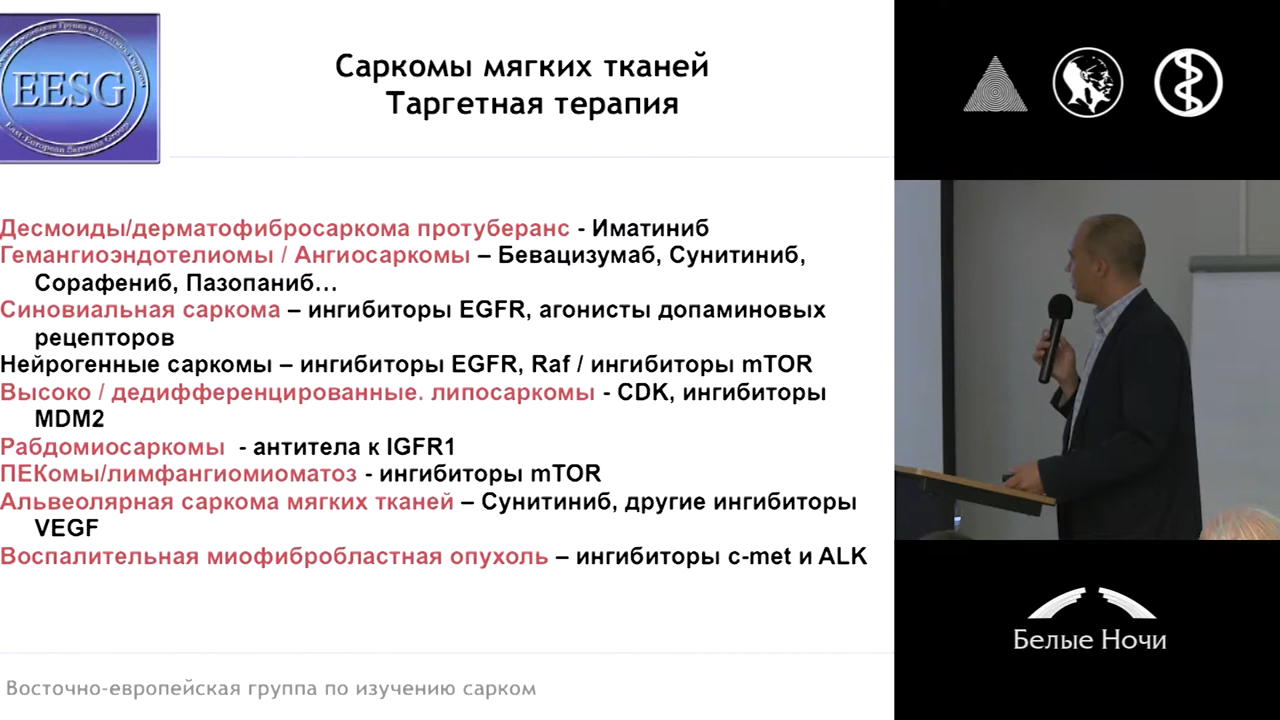 EESG
East-European Sarcoma Group
Саркомы мягких тканей
Таргетная терапия
Десмоиды/дерматофибросаркома протуберанс - Иматиниб
Гемангиоэндотелиомы / Ангиосаркомы – Бевацизумаб, Сунитиниб,
Сорафениб, Пазопаниб…
Синовиальная саркома – ингибиторы EGFR, агонисты допаминовых
рецепторов
Нейрогенные саркомы – ингибиторы EGFR, Raf / ингибиторы mTOR
Высоко / дедифференцированные. липосаркомы - CDK, ингибиторы
MDM2
Рабдомиосаркомы - антитела к IGFR1
ПЕКомы/лимфангиомиоматоз - ингибиторы mTOR
Альвеолярная саркома мягких тканей – Сунитиниб, другие ингибиторы
VEGF
Воспалительная миофибробластная опухоль – ингибиторы c-met и ALK
Восточно-европейская группа по изучению сарком
Белые Ночи